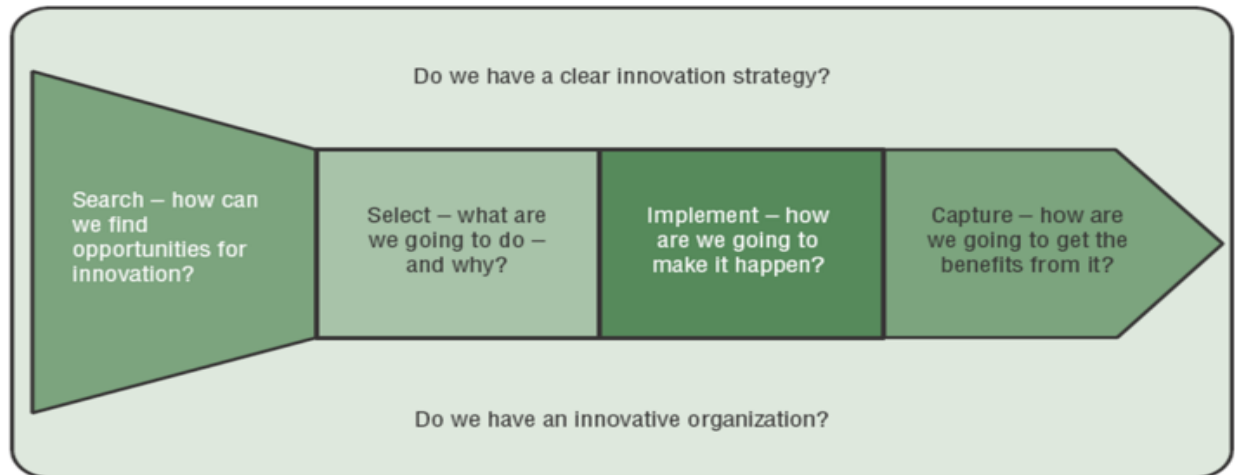 Do we have a clear innovation strategy?
Search – how can
we find
opportunities for
innovation?
Select – what are
we going to do –
and why?
Implement – how
are we going to
make it happen?
Capture – how are
we going to get the
benefits from it?
Do we have an innovative organization?